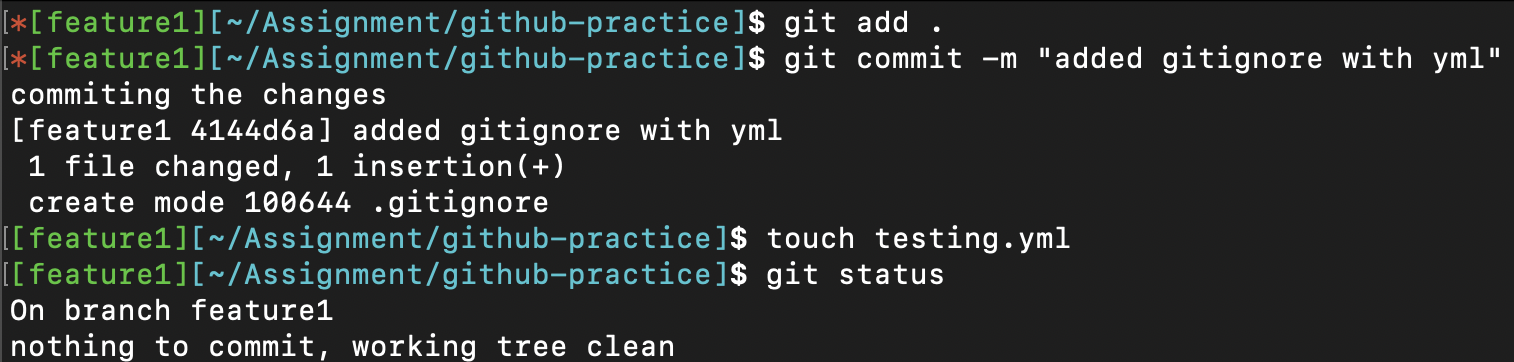 [*[feature1][~/Assignment/github-practice]$ git add .
[*[feature1][~/Assignment/github-practice]$ git commit -m "added gitignore with yml"
commiting the changes
[feature1 4144d6a] added gitignore with yml
 1 file changed, 1 insertion(+)
 create mode 100644 .gitignore
[[feature1][~/Assignment/github-practice]$ touch testing.yml
[[feature1][~/Assignment/github-practice]$ git status
On branch feature1
nothing to commit, working tree clean